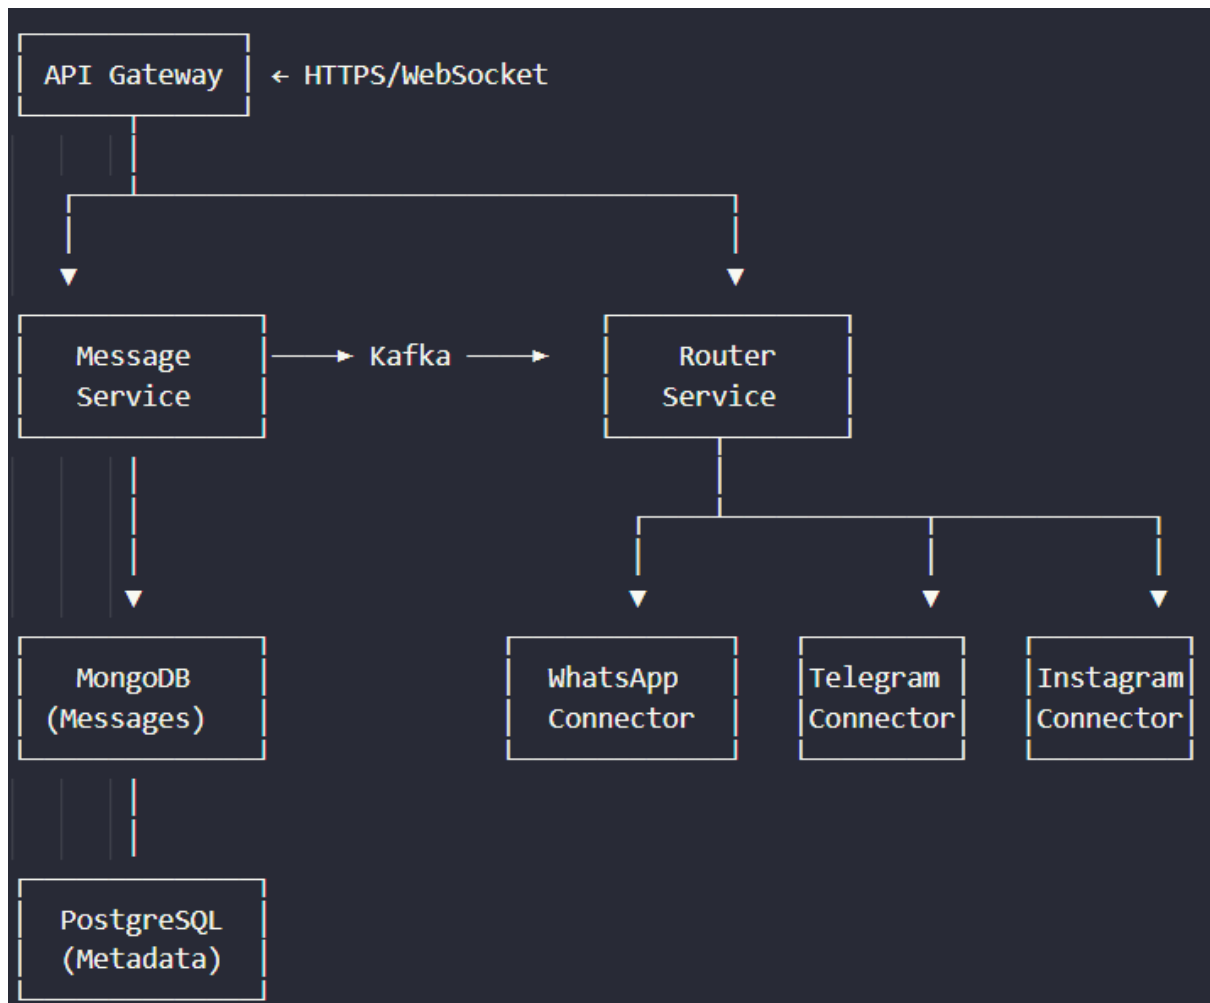 API Gateway ← HTTPS/WebSocket
Message → Kafka → Router
Service Service
MongoDB WhatsApp Telegram Instagram
(Messages) Connector Connector Connector
PostgreSQL
(Metadata)